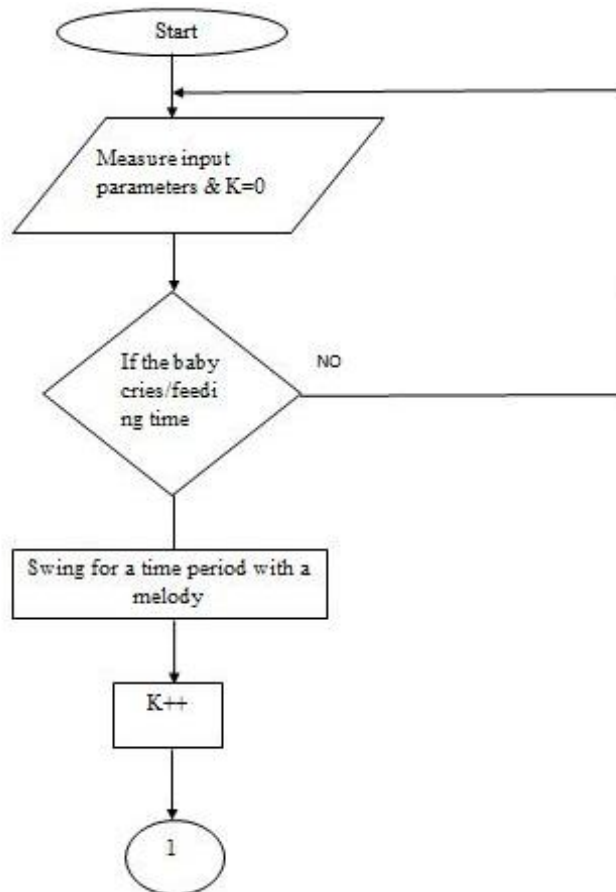 Start
Measure input
parameters & K=0
If the baby
cries/feedi
ng time
NO
Swing for a time period with a
melody
K++
1